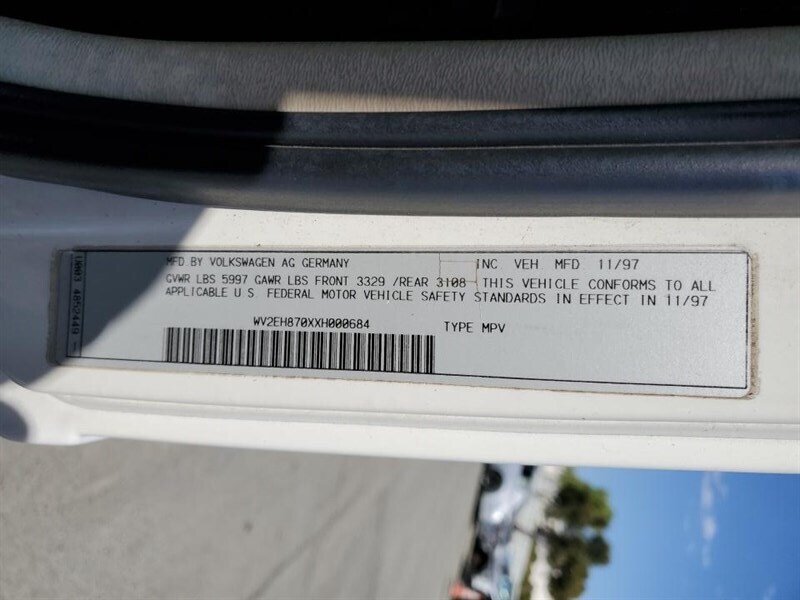 MFD.BY VOLKSWAGEN AG GERMANY INC VEH MFD 11/97
GVWR LBS 5997 GAWR LBS FRONT 3329 /REAR 3108 THIS VEHICLE CONFORMS TO ALL
APPLICABLE U S FEDERAL MOTOR VEHICLE SAFETY STANDARDS IN EFFECT IN 11/97
WV2EH870XXH000684 TYPE MPV
4852449